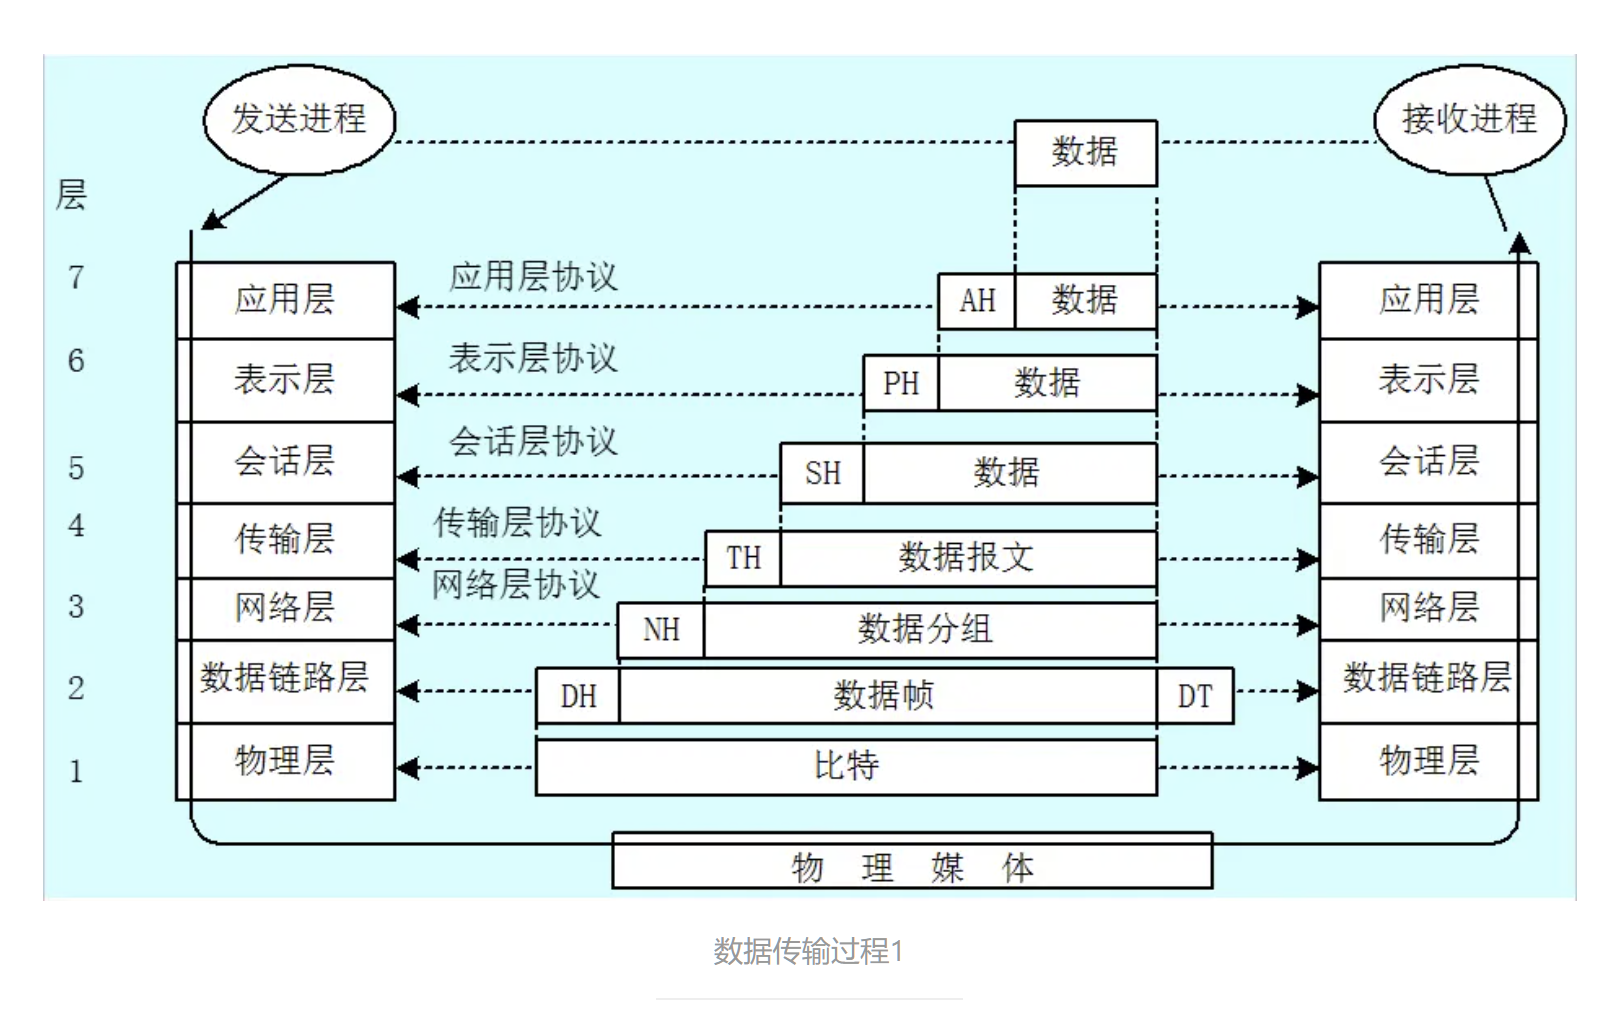 发送进程
数据
接收进程
层
7
应用层
应用层协议
AH
数据
应用层
6
表示层
表示层协议
PH
数据
表示层
5
会话层
会话层协议
SH
数据
会话层
4
传输层
传输层协议
TH
数据报文
传输层
3
网络层
网络层协议
NH
数据分组
网络层
2
数据链路层
DH
数据帧
DT
数据链路层
1
物理层
比特
物理层
物 理 媒 体
数据传输过程1